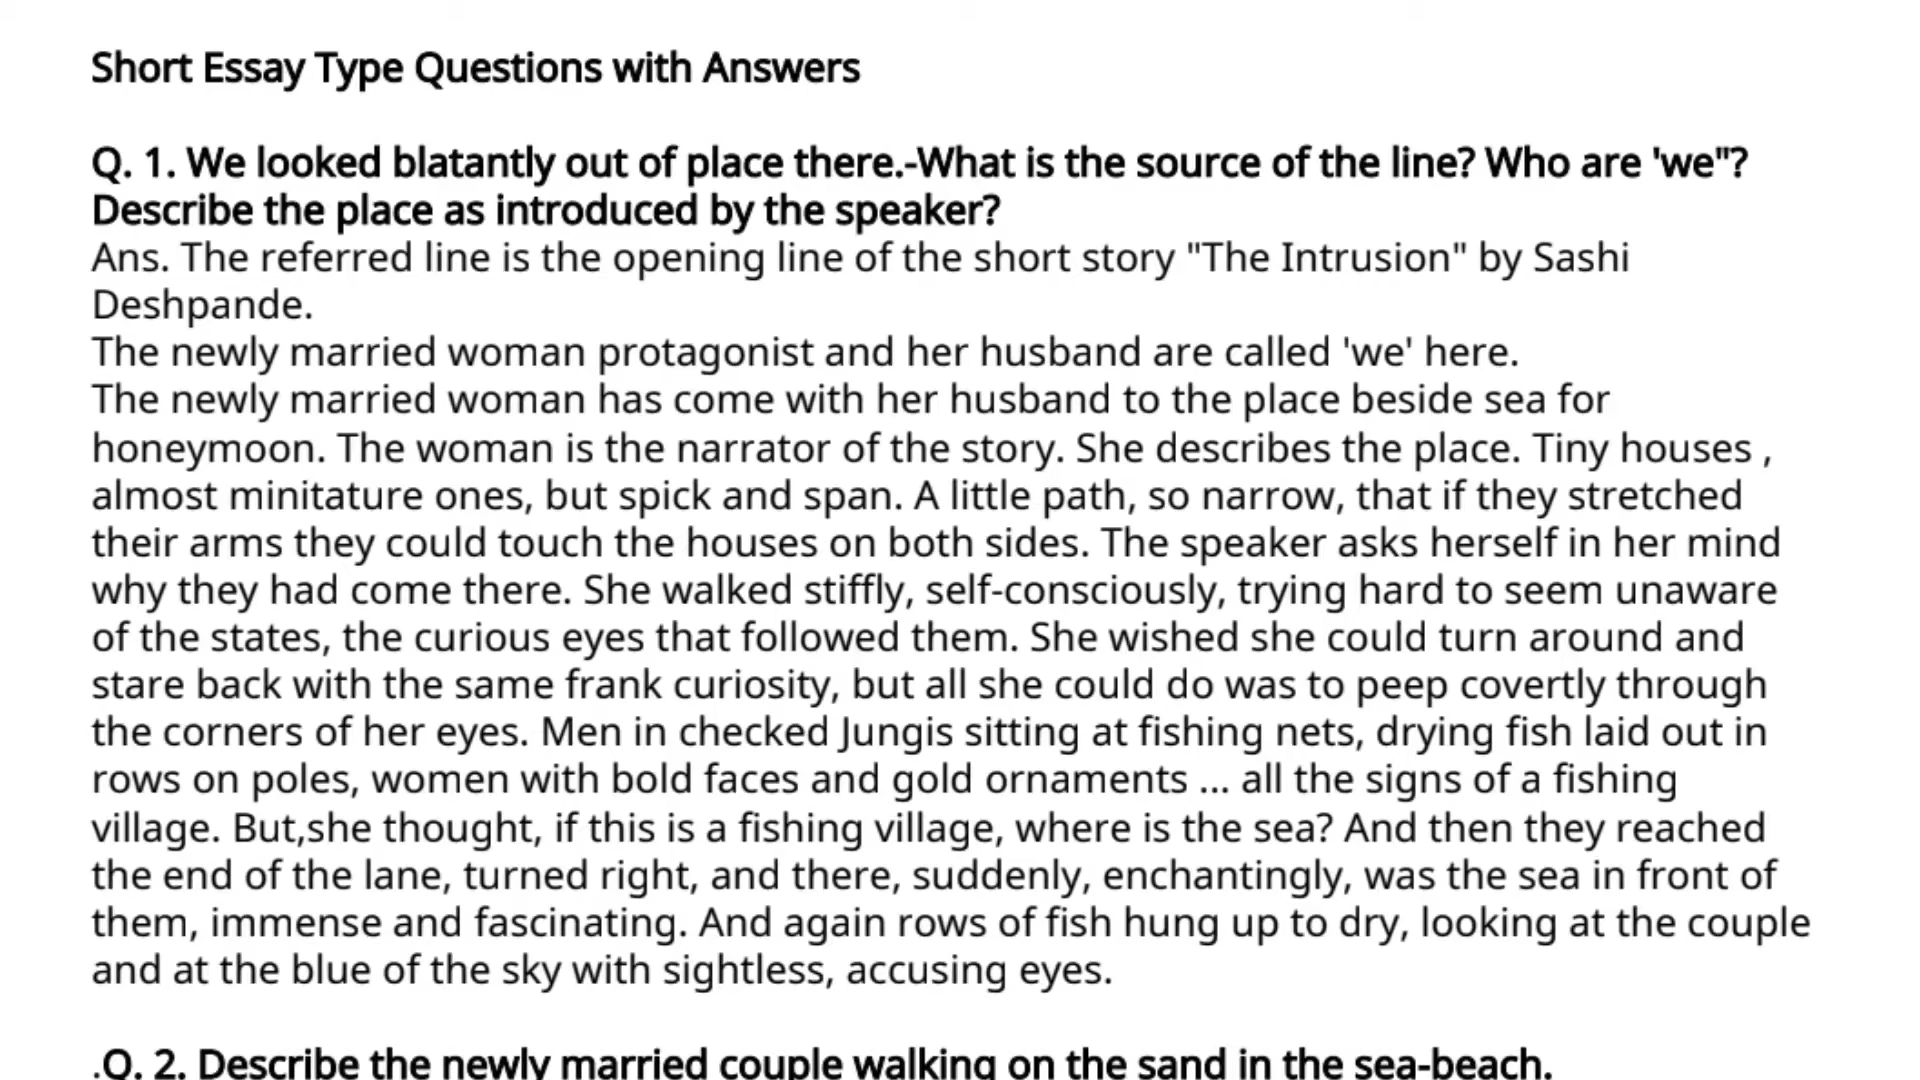 Short Essay Type Questions with Answers
Q. 1. We looked blatantly out of place there.-What is the source of the line? Who are 'we"?
Describe the place as introduced by the speaker?
Ans. The referred line is the opening line of the short story "The Intrusion" by Sashi
Deshpande.
The newly married woman protagonist and her husband are called 'we' here.
The newly married woman has come with her husband to the place beside sea for
honeymoon. The woman is the narrator of the story. She describes the place. Tiny houses ,
almost minitature ones, but spick and span. A little path, so narrow, that if they stretched
their arms they could touch the houses on both sides. The speaker asks herself in her mind
why they had come there. She walked stiffly, self-consciously, trying hard to seem unaware
of the states, the curious eyes that followed them. She wished she could turn around and
stare back with the same frank curiosity, but all she could do was to peep covertly through
the corners of her eyes. Men in checked Jungis sitting at fishing nets, drying fish laid out in
rows on poles, women with bold faces and gold ornaments ... all the signs of a fishing
village. But,she thought, if this is a fishing village, where is the sea? And then they reached
the end of the lane, turned right, and there, suddenly, enchantingly, was the sea in front of
them, immense and fascinating. And again rows of fish hung up to dry, looking at the couple
and at the blue of the sky with sightless, accusing eyes.
.Q. 2. Describe the newly married couple walking on the sand in the sea-beach.